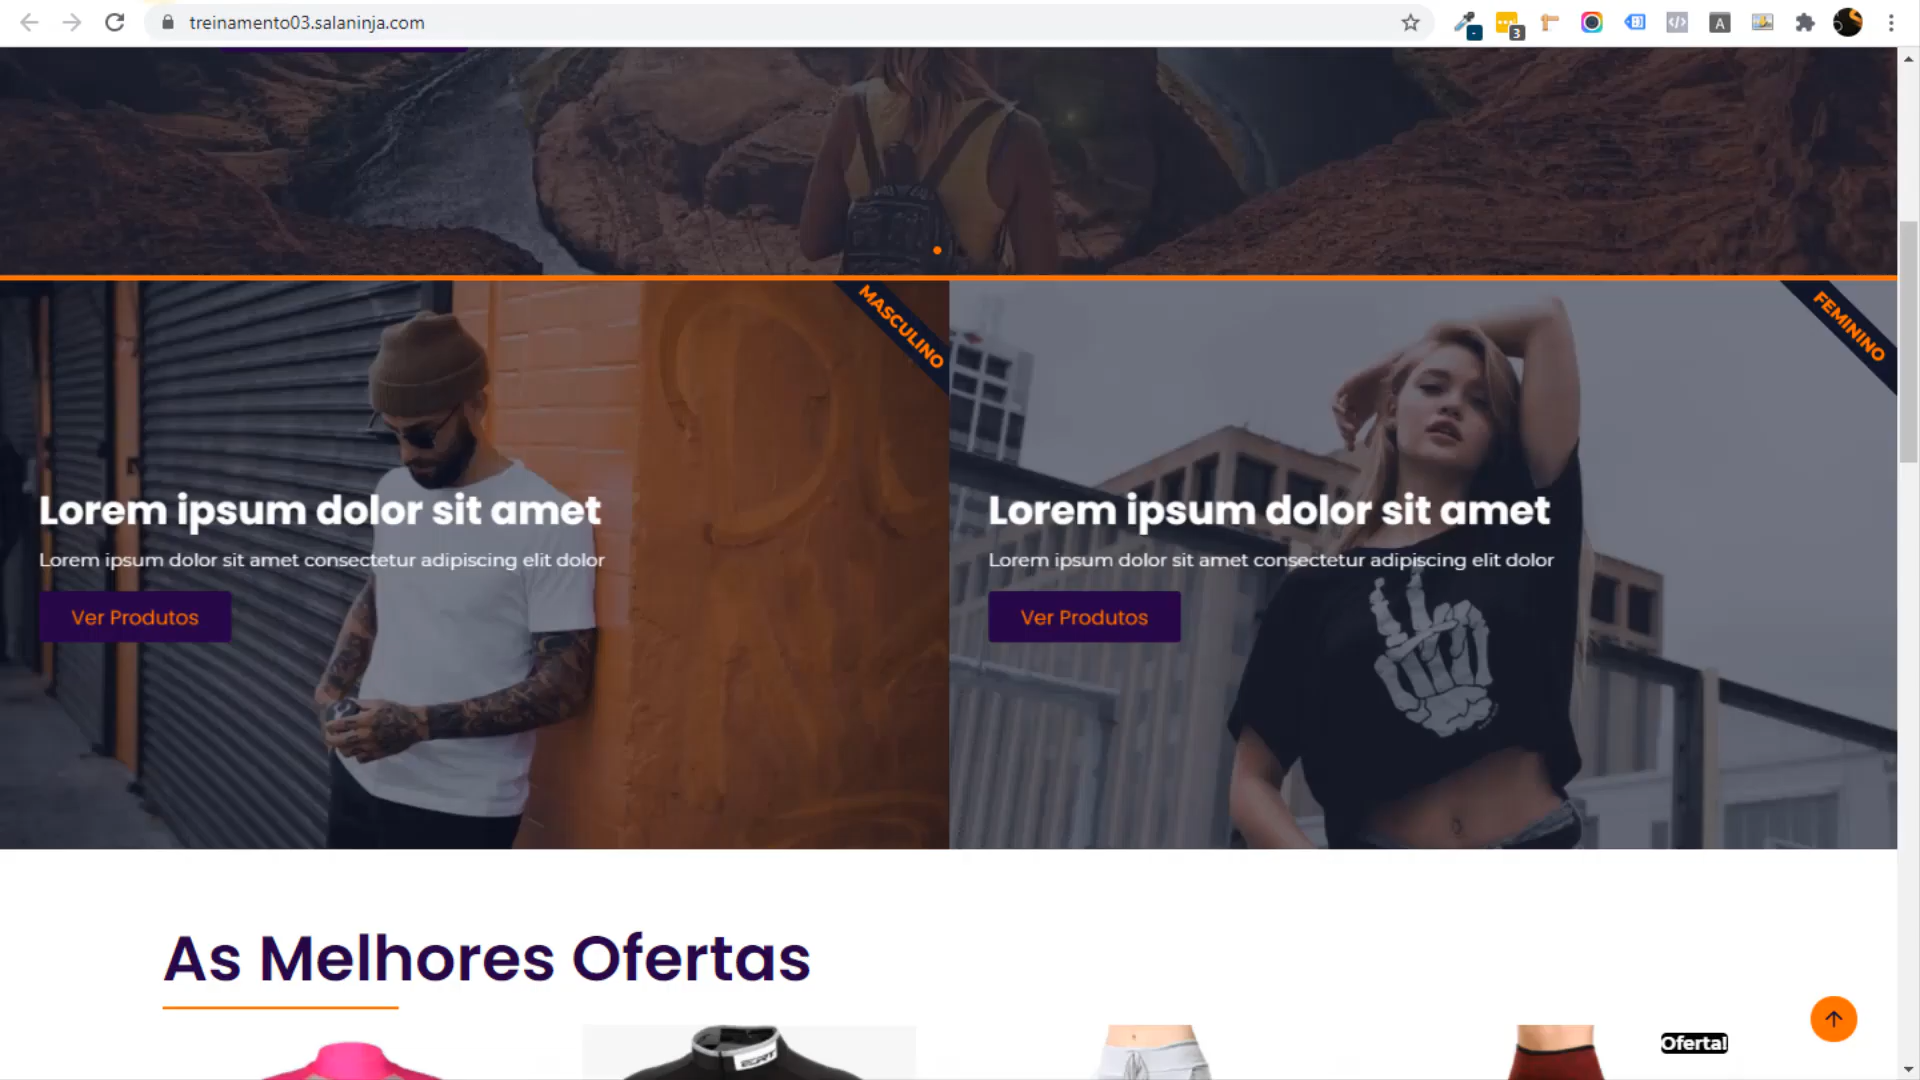 treinamento03.salaninja.com
3
A
MASCULINO
FEMININO
Lorem ipsum dolor sit amet
Lorem ipsum dolor sit amet consectetur adipiscing elit dolor
Ver Produtos
Lorem ipsum dolor sit amet
Lorem ipsum dolor sit amet consectetur adipiscing elit dolor
Ver Produtos
As Melhores Ofertas
Oferta!